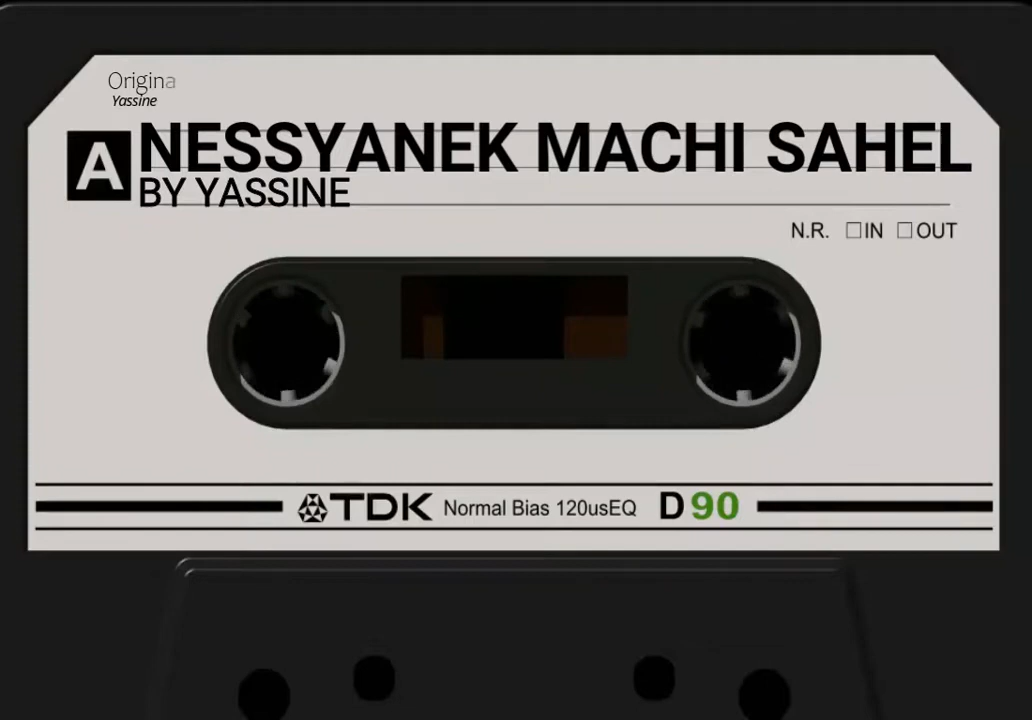 Origina
Yassine
A NESSYANEK MACHI SAHEL
BY YASSINE
N.R. □IN □OUT
TDK Normal Bias 120usEQ D90